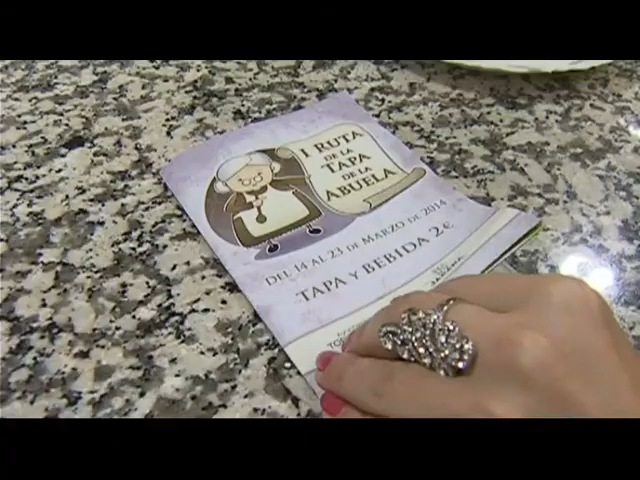 I RUTA
DE LA
TAPA
DE LA
ABUELA
DEL 14 AL 23 DE MARZO DE 2014
TAPA Y BEBIDA 2€